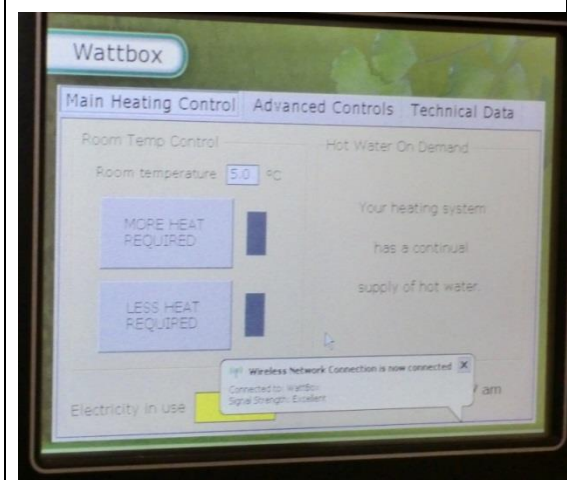 Wattbox
Main Heating Control Advanced Controls Technical Data
Room Temp Control Hot Water On Demand
Room temperature 5.0 ºC
MORE HEAT
REQUIRED
Your heating system
has a continual
supply of hot water.
LESS HEAT
REQUIRED
Wireless Network Connection is now connected X
Connected to: WattBox
Signal Strength: Excellent
Electricity in use am